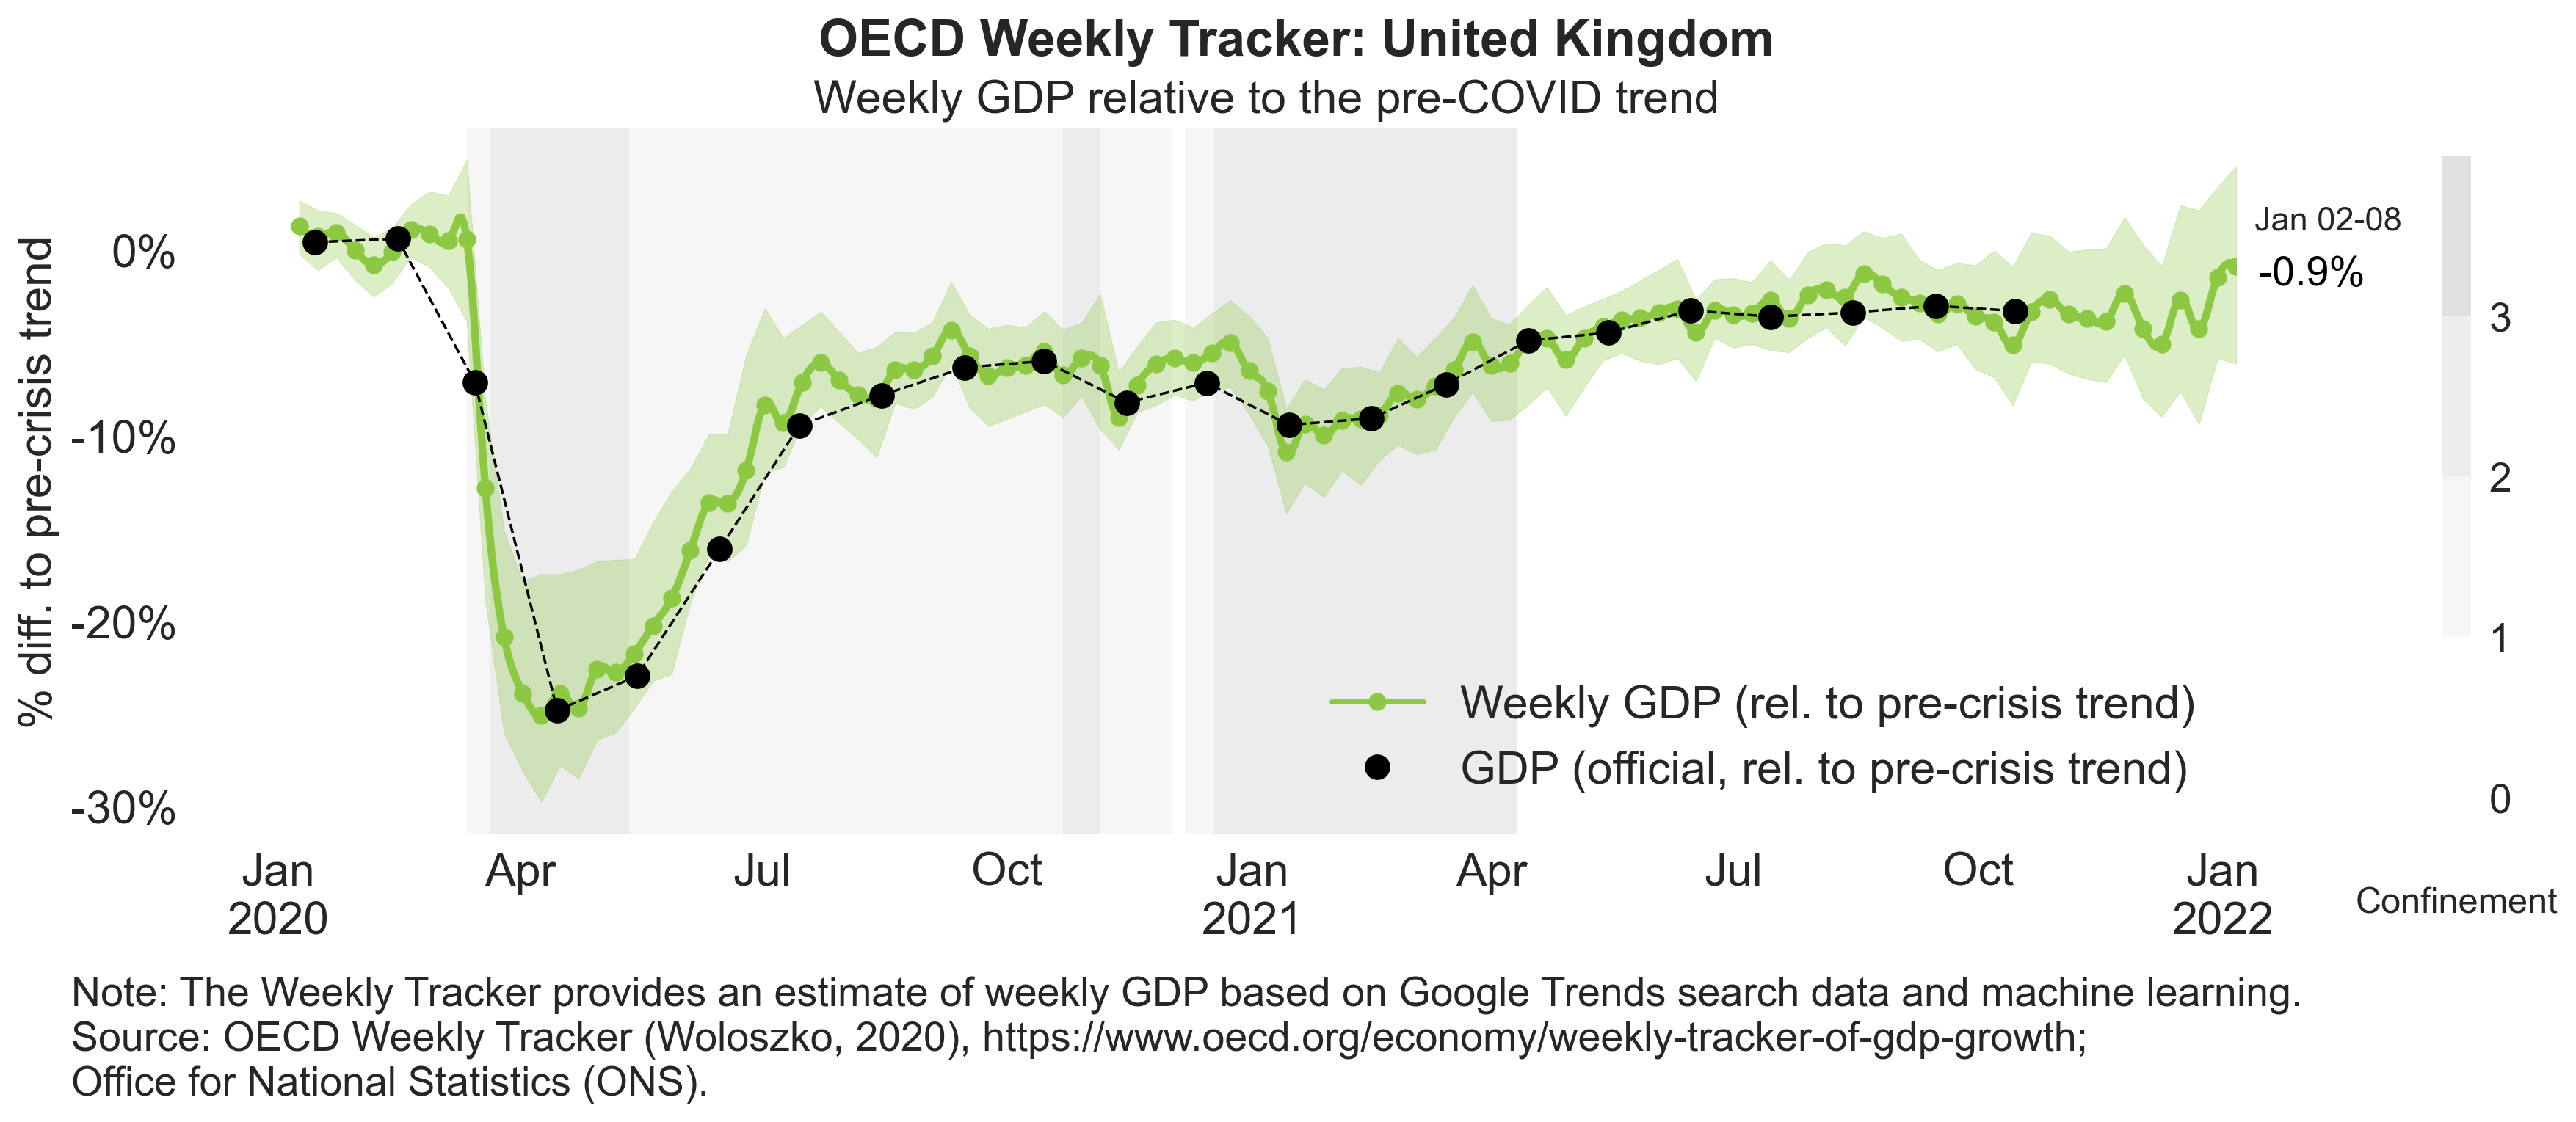 OECD Weekly Tracker: United Kingdom
Weekly GDP relative to the pre-COVID trend
% diff. to pre-crisis trend
0%
-10%
-20%
-30%
Jan 02-08
-0.9%
3
2
1
0
Weekly GDP (rel. to pre-crisis trend)
GDP (official, rel. to pre-crisis trend)
Jan Apr Jul Oct Jan Apr Jul Oct Jan
2020 2021 2022
Confinement
Note: The Weekly Tracker provides an estimate of weekly GDP based on Google Trends search data and machine learning.
Source: OECD Weekly Tracker (Woloszko, 2020), https://www.oecd.org/economy/weekly-tracker-of-gdp-growth;
Office for National Statistics (ONS).